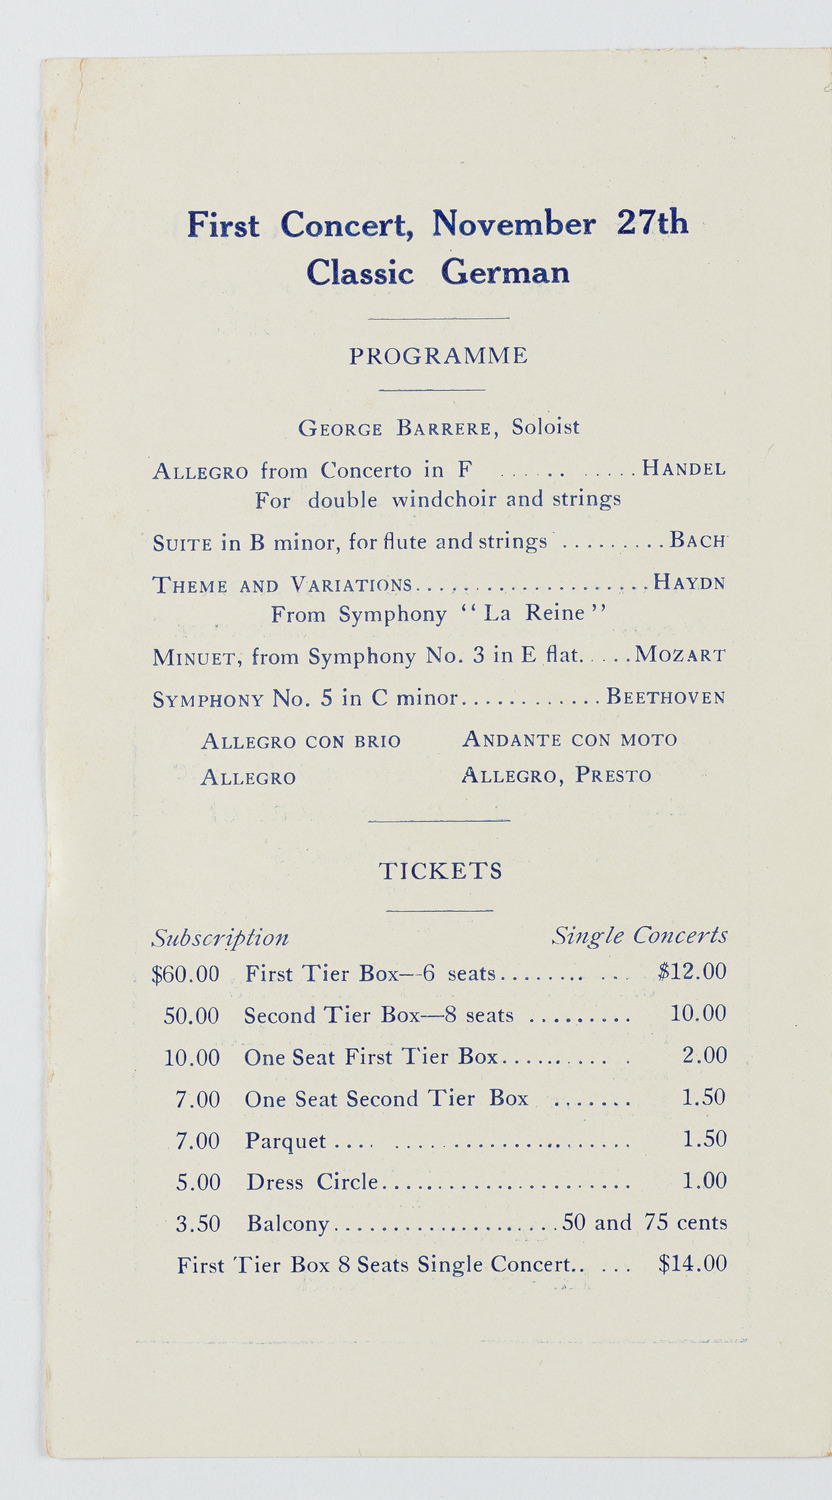 First Concert, November 27th
Classic German
PROGRAMME
GEORGE BARRERE, Soloist
ALLEGRO from Concerto in F ...... .....HANDEL
For double windchoir and strings
SUITE in B minor, for flute and strings .........BACH
THEME AND VARIATIONS.....................HAYDN
From Symphony “La Reine”
MINUET, from Symphony No. 3 in E flat.....MOZART
SYMPHONY No. 5 in C minor............BEETHOVEN
ALLEGRO CON BRIO ANDANTE CON MOTO
ALLEGRO ALLEGRO, PRESTO
TICKETS
Subscription Single Concerts
$60.00 First Tier Box—6 seats........ ... $12.00
50.00 Second Tier Box—8 seats ......... 10.00
10.00 One Seat First Tier Box.......... . 2.00
7.00 One Seat Second Tier Box ....... 1.50
7.00 Parquet .... ..................... 1.50
5.00 Dress Circle....................... 1.00
3.50 Balcony....................50 and 75 cents
First Tier Box 8 Seats Single Concert.. ... $14.00